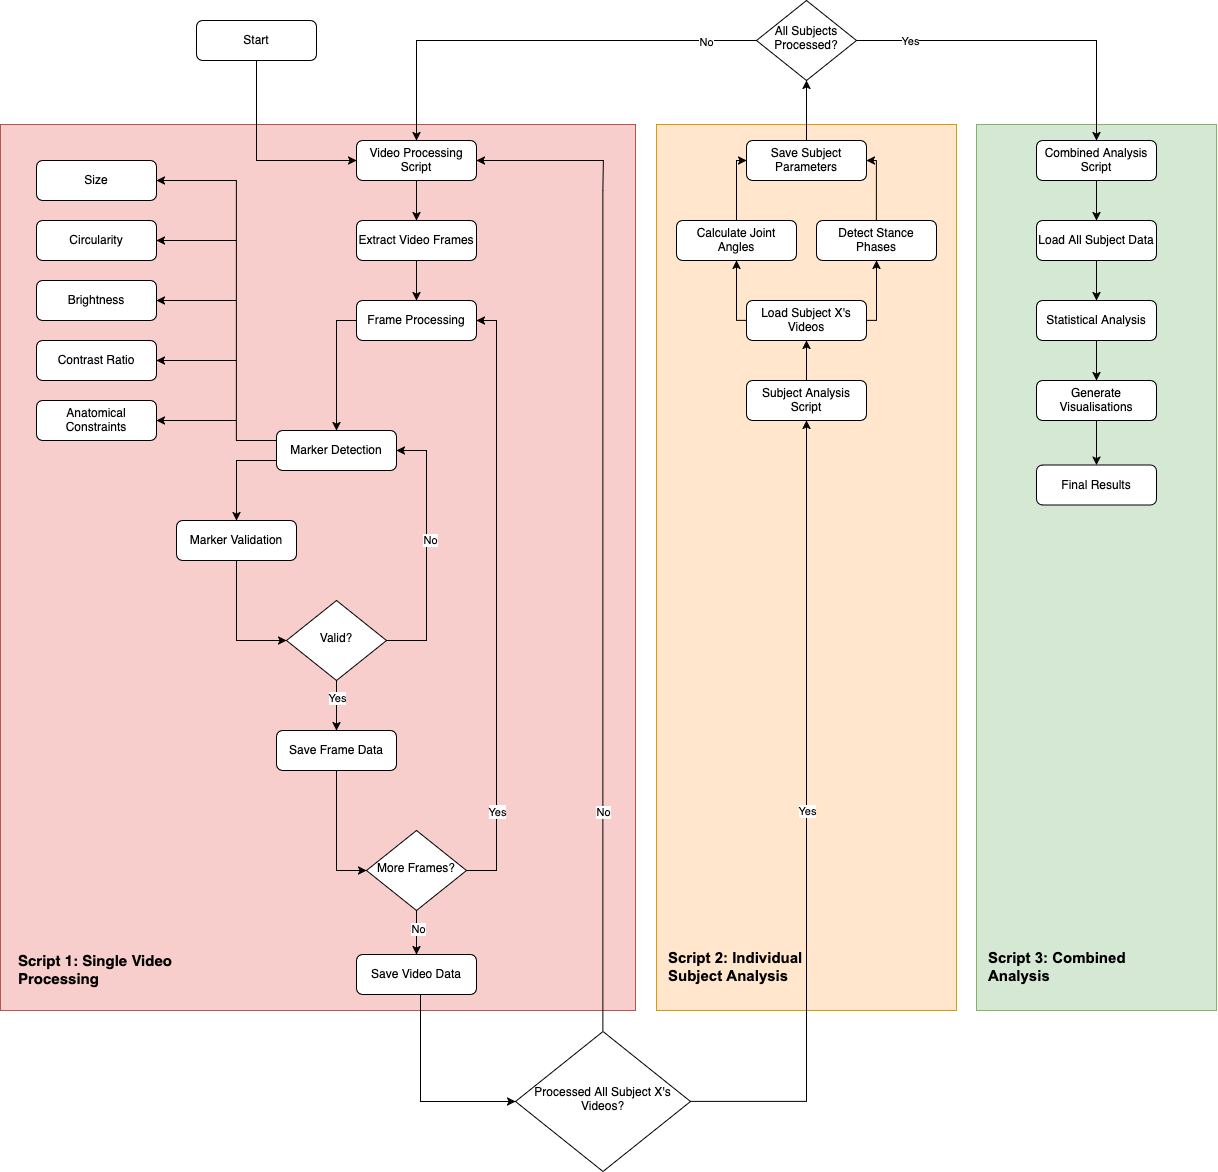 Start
All Subjects
Processed?
No
Yes
Video Processing
Script
Size
Circularity
Brightness
Contrast Ratio
Anatomical
Constraints
Extract Video Frames
Frame Processing
Marker Detection
Marker Validation
No
Valid?
Yes
Save Frame Data
Yes
More Frames?
No
Save Video Data
No
Script 1: Single Video
Processing
Processed All Subject X's
Videos?
Yes
Save Subject
Parameters
Calculate Joint
Angles
Detect Stance
Phases
Load Subject X's
Videos
Subject Analysis
Script
Script 2: Individual
Subject Analysis
Combined Analysis
Script
Load All Subject Data
Statistical Analysis
Generate
Visualisations
Final Results
Script 3: Combined
Analysis